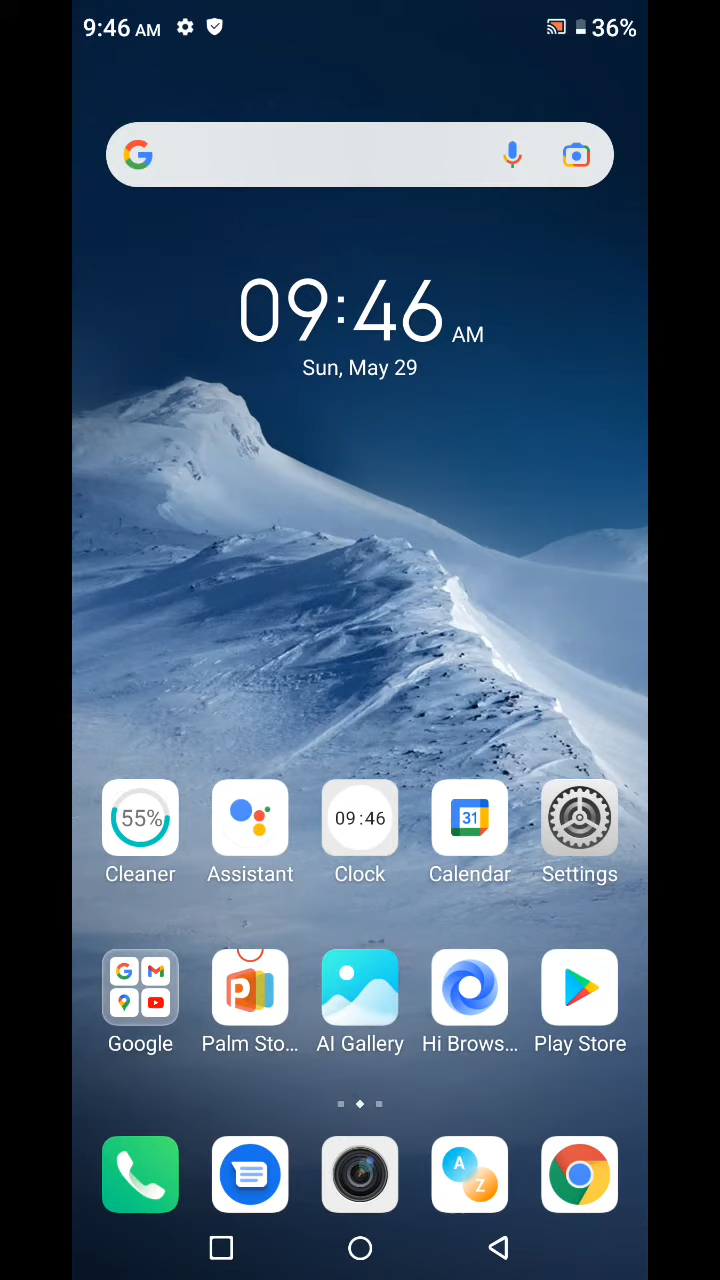 9:46 AM 36%
09:46 AM
Sun, May 29
55% 09:46 31
Cleaner Assistant Clock Calendar Settings
Google Palm Sto... AI Gallery Hi Brows... Play Store
A
Z